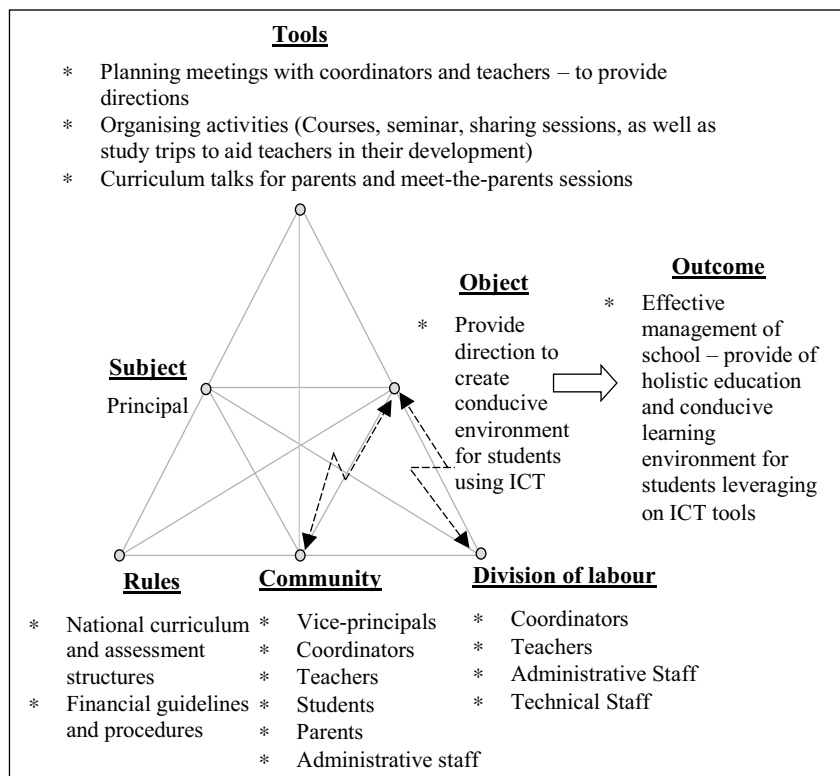 Tools
* Planning meetings with coordinators and teachers – to provide
directions
* Organising activities (Courses, seminar, sharing sessions, as well as
study trips to aid teachers in their development)
* Curriculum talks for parents and meet-the-parents sessions
Subject
Principal
Object
* Provide
direction to
create
conducive
environment
for students
using ICT
Outcome
* Effective
management of
school – provide of
holistic education
and conducive
learning
environment for
students leveraging
on ICT tools
Rules
* National curriculum
and assessment
structures
* Financial guidelines
and procedures
Community
* Vice-principals
* Coordinators
* Teachers
* Students
* Parents
* Administrative staff
Division of labour
* Coordinators
* Teachers
* Administrative Staff
* Technical Staff